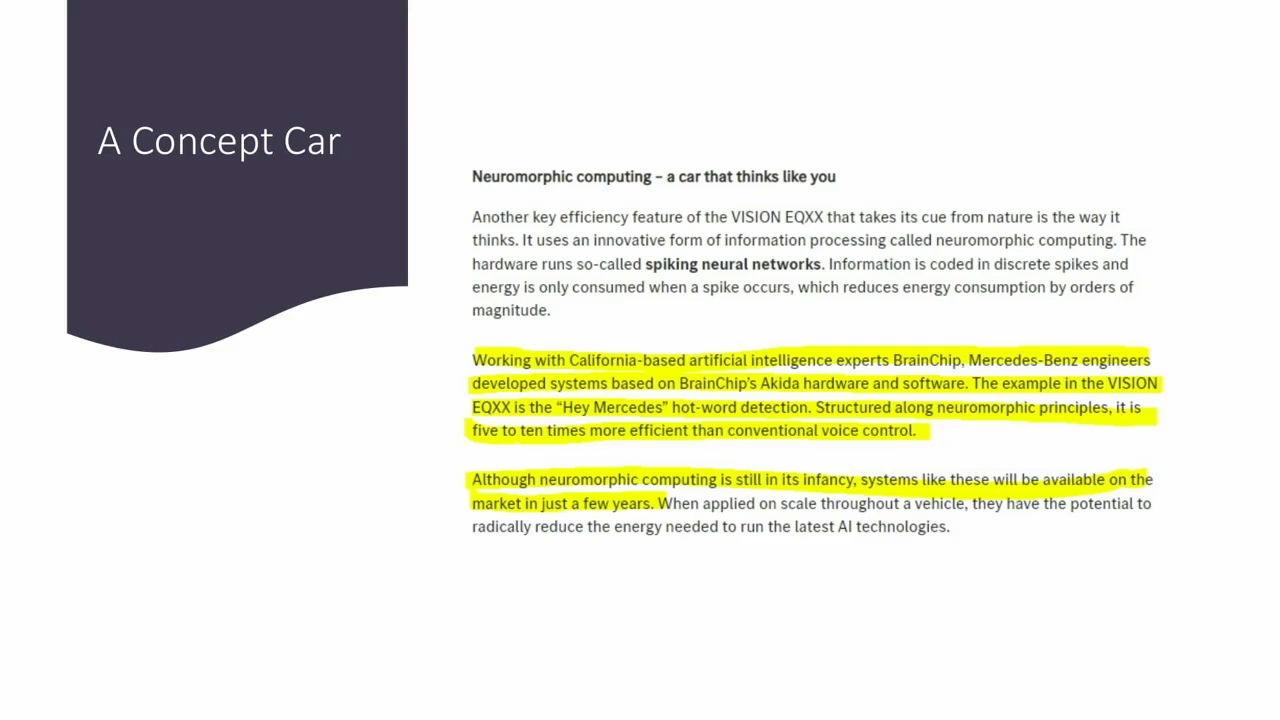 A Concept Car
Neuromorphic computing – a car that thinks like you
Another key efficiency feature of the VISION EQXX that takes its cue from nature is the way it
thinks. It uses an innovative form of information processing called neuromorphic computing. The
hardware runs so-called spiking neural networks. Information is coded in discrete spikes and
energy is only consumed when a spike occurs, which reduces energy consumption by orders of
magnitude.
Working with California-based artificial intelligence experts BrainChip, Mercedes-Benz engineers
developed systems based on BrainChip’s Akida hardware and software. The example in the VISION
EQXX is the “Hey Mercedes” hot-word detection. Structured along neuromorphic principles, it is
five to ten times more efficient than conventional voice control.
Although neuromorphic computing is still in its infancy, systems like these will be available on the
market in just a few years. When applied on scale throughout a vehicle, they have the potential to
radically reduce the energy needed to run the latest AI technologies.